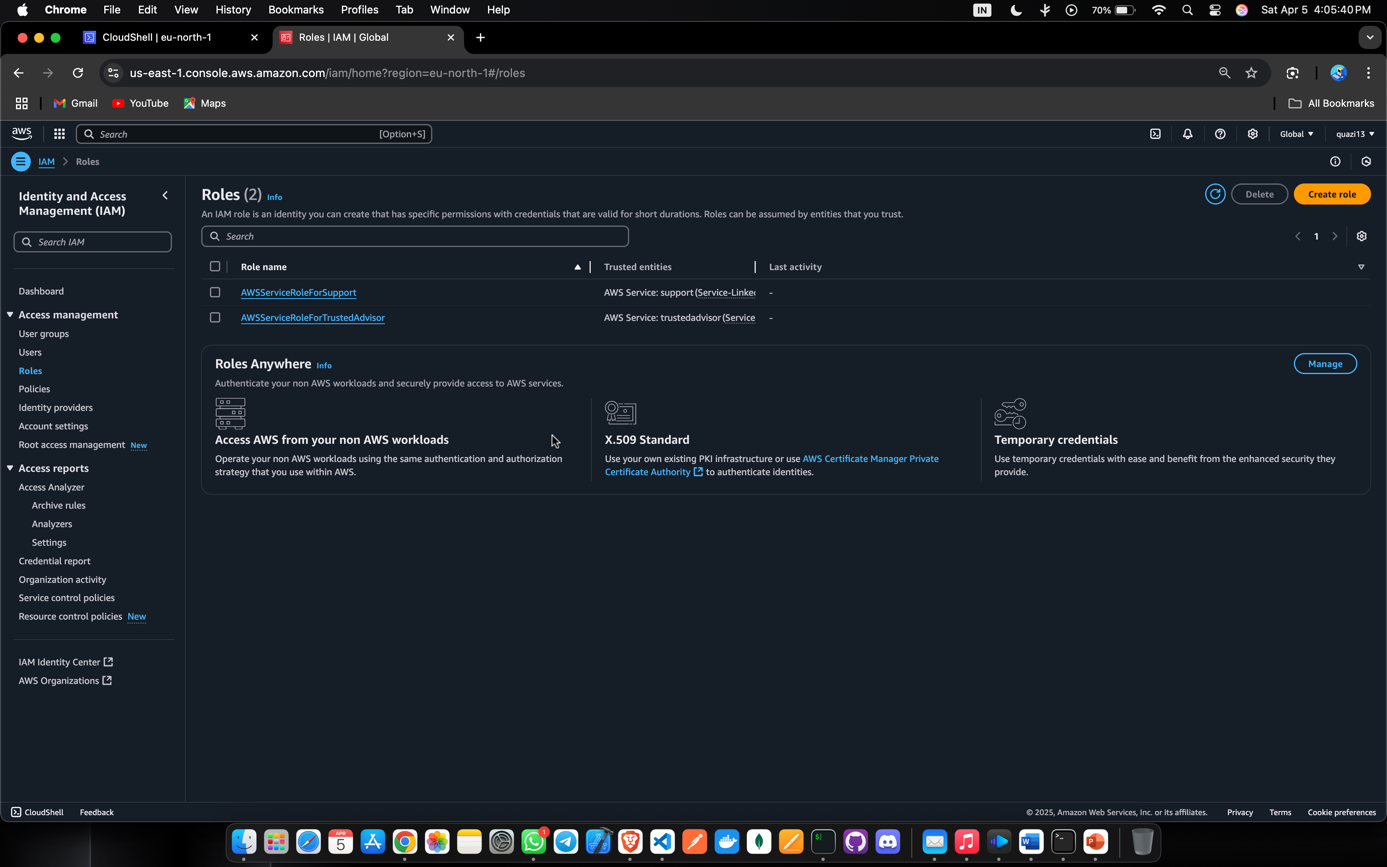 Chrome File Edit View History Bookmarks Profiles Tab Window Help IN 70% Sat Apr 5 4:05:40 PM
CloudShell | eu-north-1 Roles | IAM | Global
us-east-1.console.aws.amazon.com/iam/home?region=eu-north-1#/roles
Gmail YouTube Maps All Bookmarks
aws Search [Option+S] Global quazi13
IAM > Roles
Identity and Access
Management (IAM)
Search IAM
Dashboard
Access management
User groups
Users
Roles
Policies
Identity providers
Account settings
Root access management New
Access reports
Access Analyzer
Archive rules
Analyzers
Settings
Credential report
Organization activity
Service control policies
Resource control policies New
IAM Identity Center
AWS Organizations
Roles (2) Info
Delete Create role
An IAM role is an identity you can create that has specific permissions with credentials that are valid for short durations. Roles can be assumed by entities that you trust.
Search
1
Role name Trusted entities Last activity
AWSServiceRoleForSupport AWS Service: support (Service-Linke -
AWSServiceRoleForTrustedAdvisor AWS Service: trustedadvisor (Service -
Roles Anywhere Info Manage
Authenticate your non AWS workloads and securely provide access to AWS services.
Access AWS from your non AWS workloads
Operate your non AWS workloads using the same authentication and authorization
strategy that you use within AWS.
X.509 Standard
Use your own existing PKI infrastructure or use AWS Certificate Manager Private
Certificate Authority to authenticate identities.
Temporary credentials
Use temporary credentials with ease and benefit from the enhanced security they
provide.
CloudShell Feedback © 2025, Amazon Web Services, Inc. or its affiliates. Privacy Terms Cookie preferences
APR
5
1